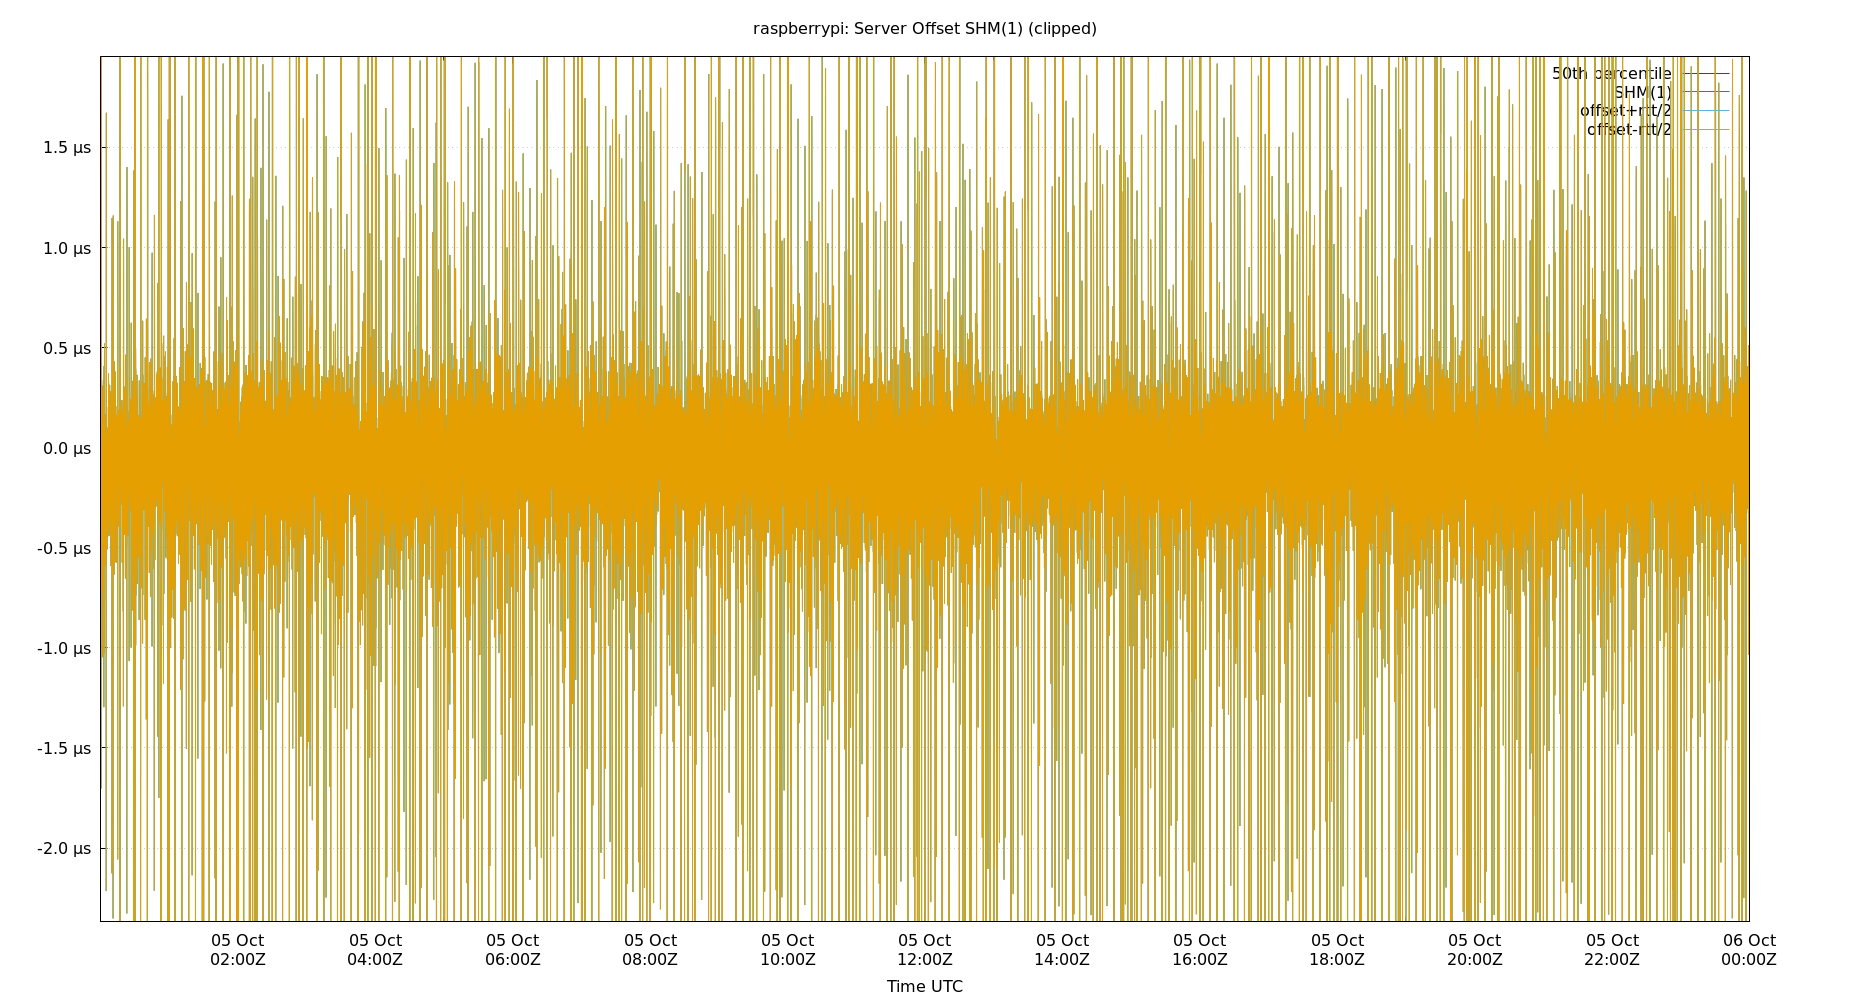 raspberrypi: Server Offset SHM(1) (clipped)
50th percentile
SHM(1)
offset+rtt/2
offset-rtt/2
1.5 µs
1.0 µs
0.5 µs
0.0 µs
-0.5 µs
-1.0 µs
-1.5 µs
-2.0 µs
05 Oct 05 Oct 05 Oct 05 Oct 05 Oct 05 Oct 05 Oct 05 Oct 05 Oct 05 Oct 05 Oct 06 Oct
02:00Z 04:00Z 06:00Z 08:00Z 10:00Z 12:00Z 14:00Z 16:00Z 18:00Z 20:00Z 22:00Z 00:00Z
Time UTC